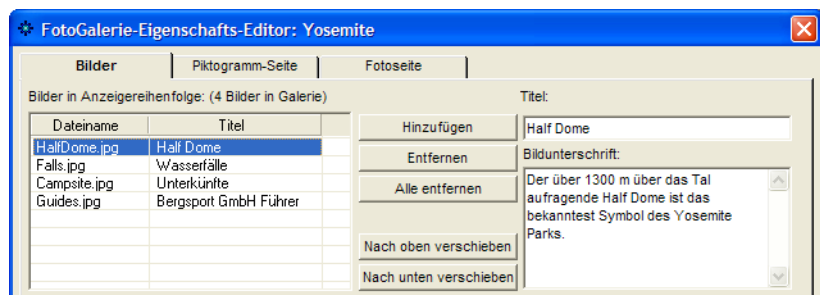 FotoGalerie-Eigenschafts-Editor: Yosemite
Bilder
Piktogramm-Seite
Fotoseite
Bilder in Anzeigereihenfolge: (4 Bilder in Galerie)
Dateiname Titel
HalfDome.jpg Half Dome
Falls.jpg Wasserfälle
Campsite.jpg Unterkünfte
Guides.jpg Bergsport GmbH Führer
Hinzufügen
Entfernen
Alle entfernen
Nach oben verschieben
Nach unten verschieben
Titel:
Half Dome
Bildunterschrift:
Der über 1300 m über das Tal
aufragende Half Dome ist das
bekanntest Symbol des Yosemite
Parks.